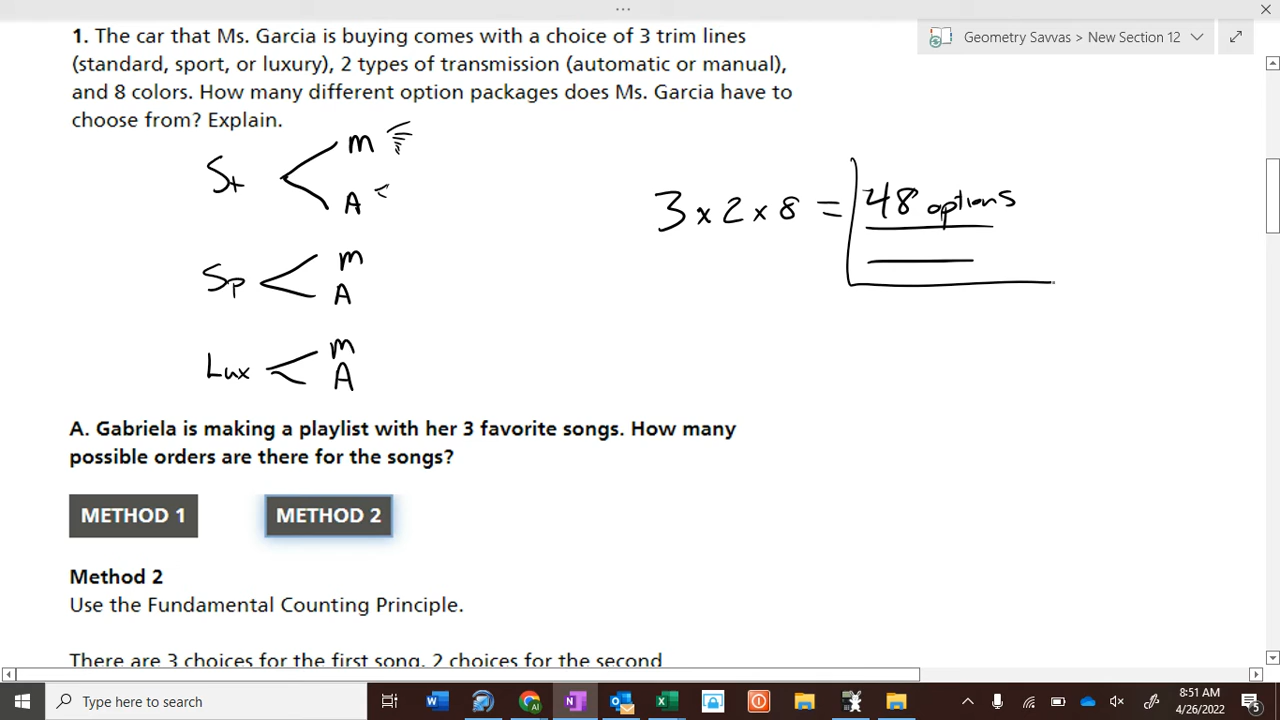 ...
Geometry Savvas > New Section 12
1. The car that Ms. Garcia is buying comes with a choice of 3 trim lines
(standard, sport, or luxury), 2 types of transmission (automatic or manual),
and 8 colors. How many different option packages does Ms. Garcia have to
choose from? Explain.
St
m
A
Sp
m
A
Lux
m
A
3 x 2 x 8 = 48 options
A. Gabriela is making a playlist with her 3 favorite songs. How many
possible orders are there for the songs?
METHOD 1
METHOD 2
Method 2
Use the Fundamental Counting Principle.
There are 3 choices for the first song, 2 choices for the second
Type here to search
8:51 AM
4/26/2022
5